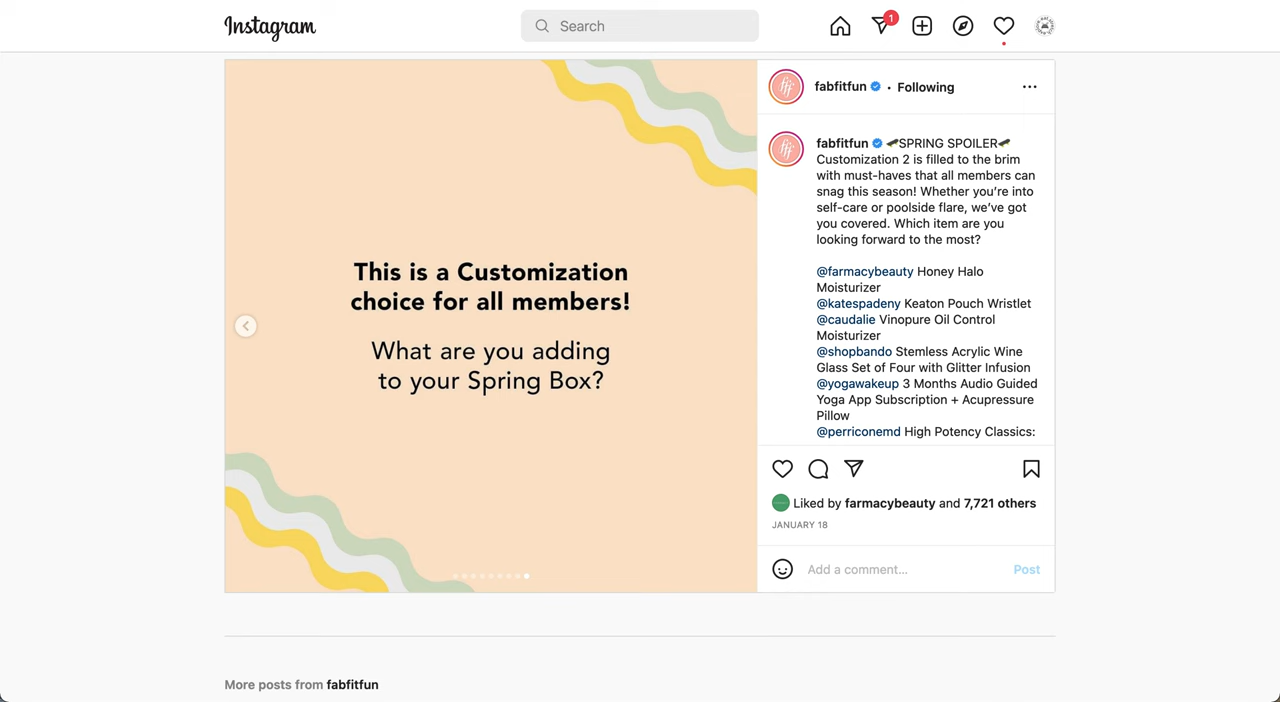 Instagram
Search
1
This is a Customization
choice for all members!
What are you adding
to your Spring Box?
fff
fabfitfun • Following
fff
fabfitfun 🛹SPRING SPOILER🛹
Customization 2 is filled to the brim
with must-haves that all members can
snag this season! Whether you’re into
self-care or poolside flare, we’ve got
you covered. Which item are you
looking forward to the most?
@farmacybeauty Honey Halo
Moisturizer
@katespadeny Keaton Pouch Wristlet
@caudalie Vinopure Oil Control
Moisturizer
@shopbando Stemless Acrylic Wine
Glass Set of Four with Glitter Infusion
@yogawakeup 3 Months Audio Guided
Yoga App Subscription + Acupressure
Pillow
@perriconemd High Potency Classics:
Liked by farmacybeauty and 7,721 others
JANUARY 18
Add a comment...
Post
More posts from fabfitfun